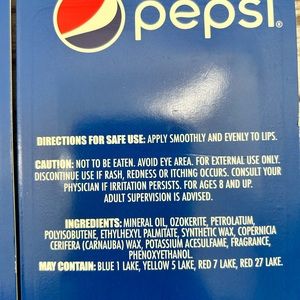 pepsi®
DIRECTIONS FOR SAFE USE: APPLY SMOOTHLY AND EVENLY TO LIPS.
CAUTION: NOT TO BE EATEN. AVOID EYE AREA. FOR EXTERNAL USE ONLY.
DISCONTINUE USE IF RASH, REDNESS OR ITCHING OCCURS. CONSULT YOUR
PHYSICIAN IF IRRITATION PERSISTS. FOR AGES 8 AND UP.
ADULT SUPERVISION IS ADVISED.
INGREDIENTS: MINERAL OIL, OZOKERITE, PETROLATUM,
POLYISOBUTENE, ETHYLHEXYL PALMITATE, SYNTHETIC WAX, COPERNICIA
CERIFERA (CARNAUBA) WAX, POTASSIUM ACESULFAME, FRAGRANCE,
PHENOXYETHANOL.
MAY CONTAIN: BLUE 1 LAKE, YELLOW 5 LAKE, RED 7 LAKE, RED 27 LAKE.